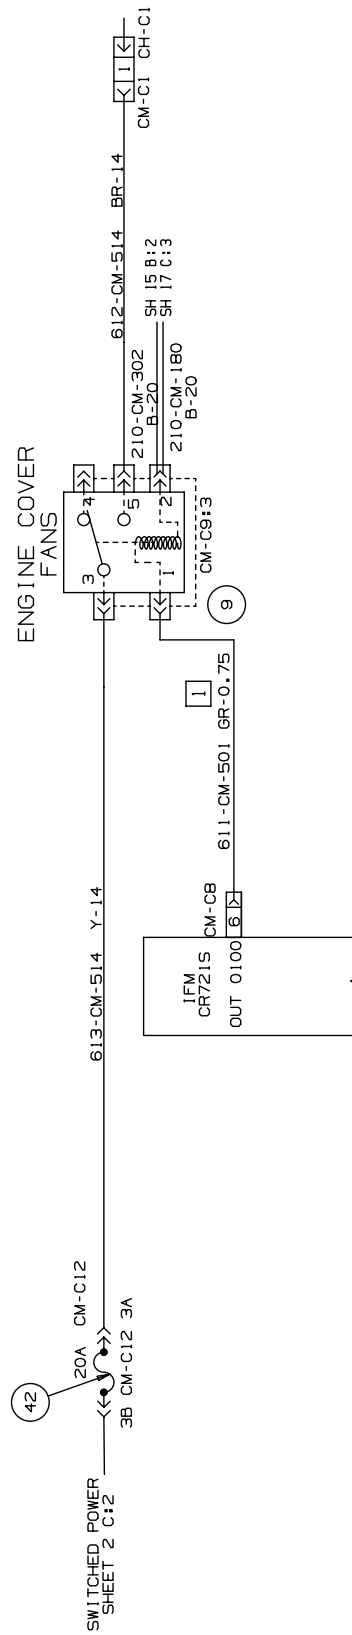 SWITCHED POWER
SHEET 2 C:2
42
20A
CM-C12
3B CM-C12 3A
613-CM-514 Y-14
IFM
CR721S
OUT 0100
CM-C8
6
611-CM-501 GR-0.75
1
9
ENGINE COVER
FANS
3
4
5
1
2
CM-C9:3
612-CM-514 BR-14
210-CM-302
B-20
210-CM-180
B-20
SH 15 B:2
SH 17 C:3
1
CM-C1 CH-C1